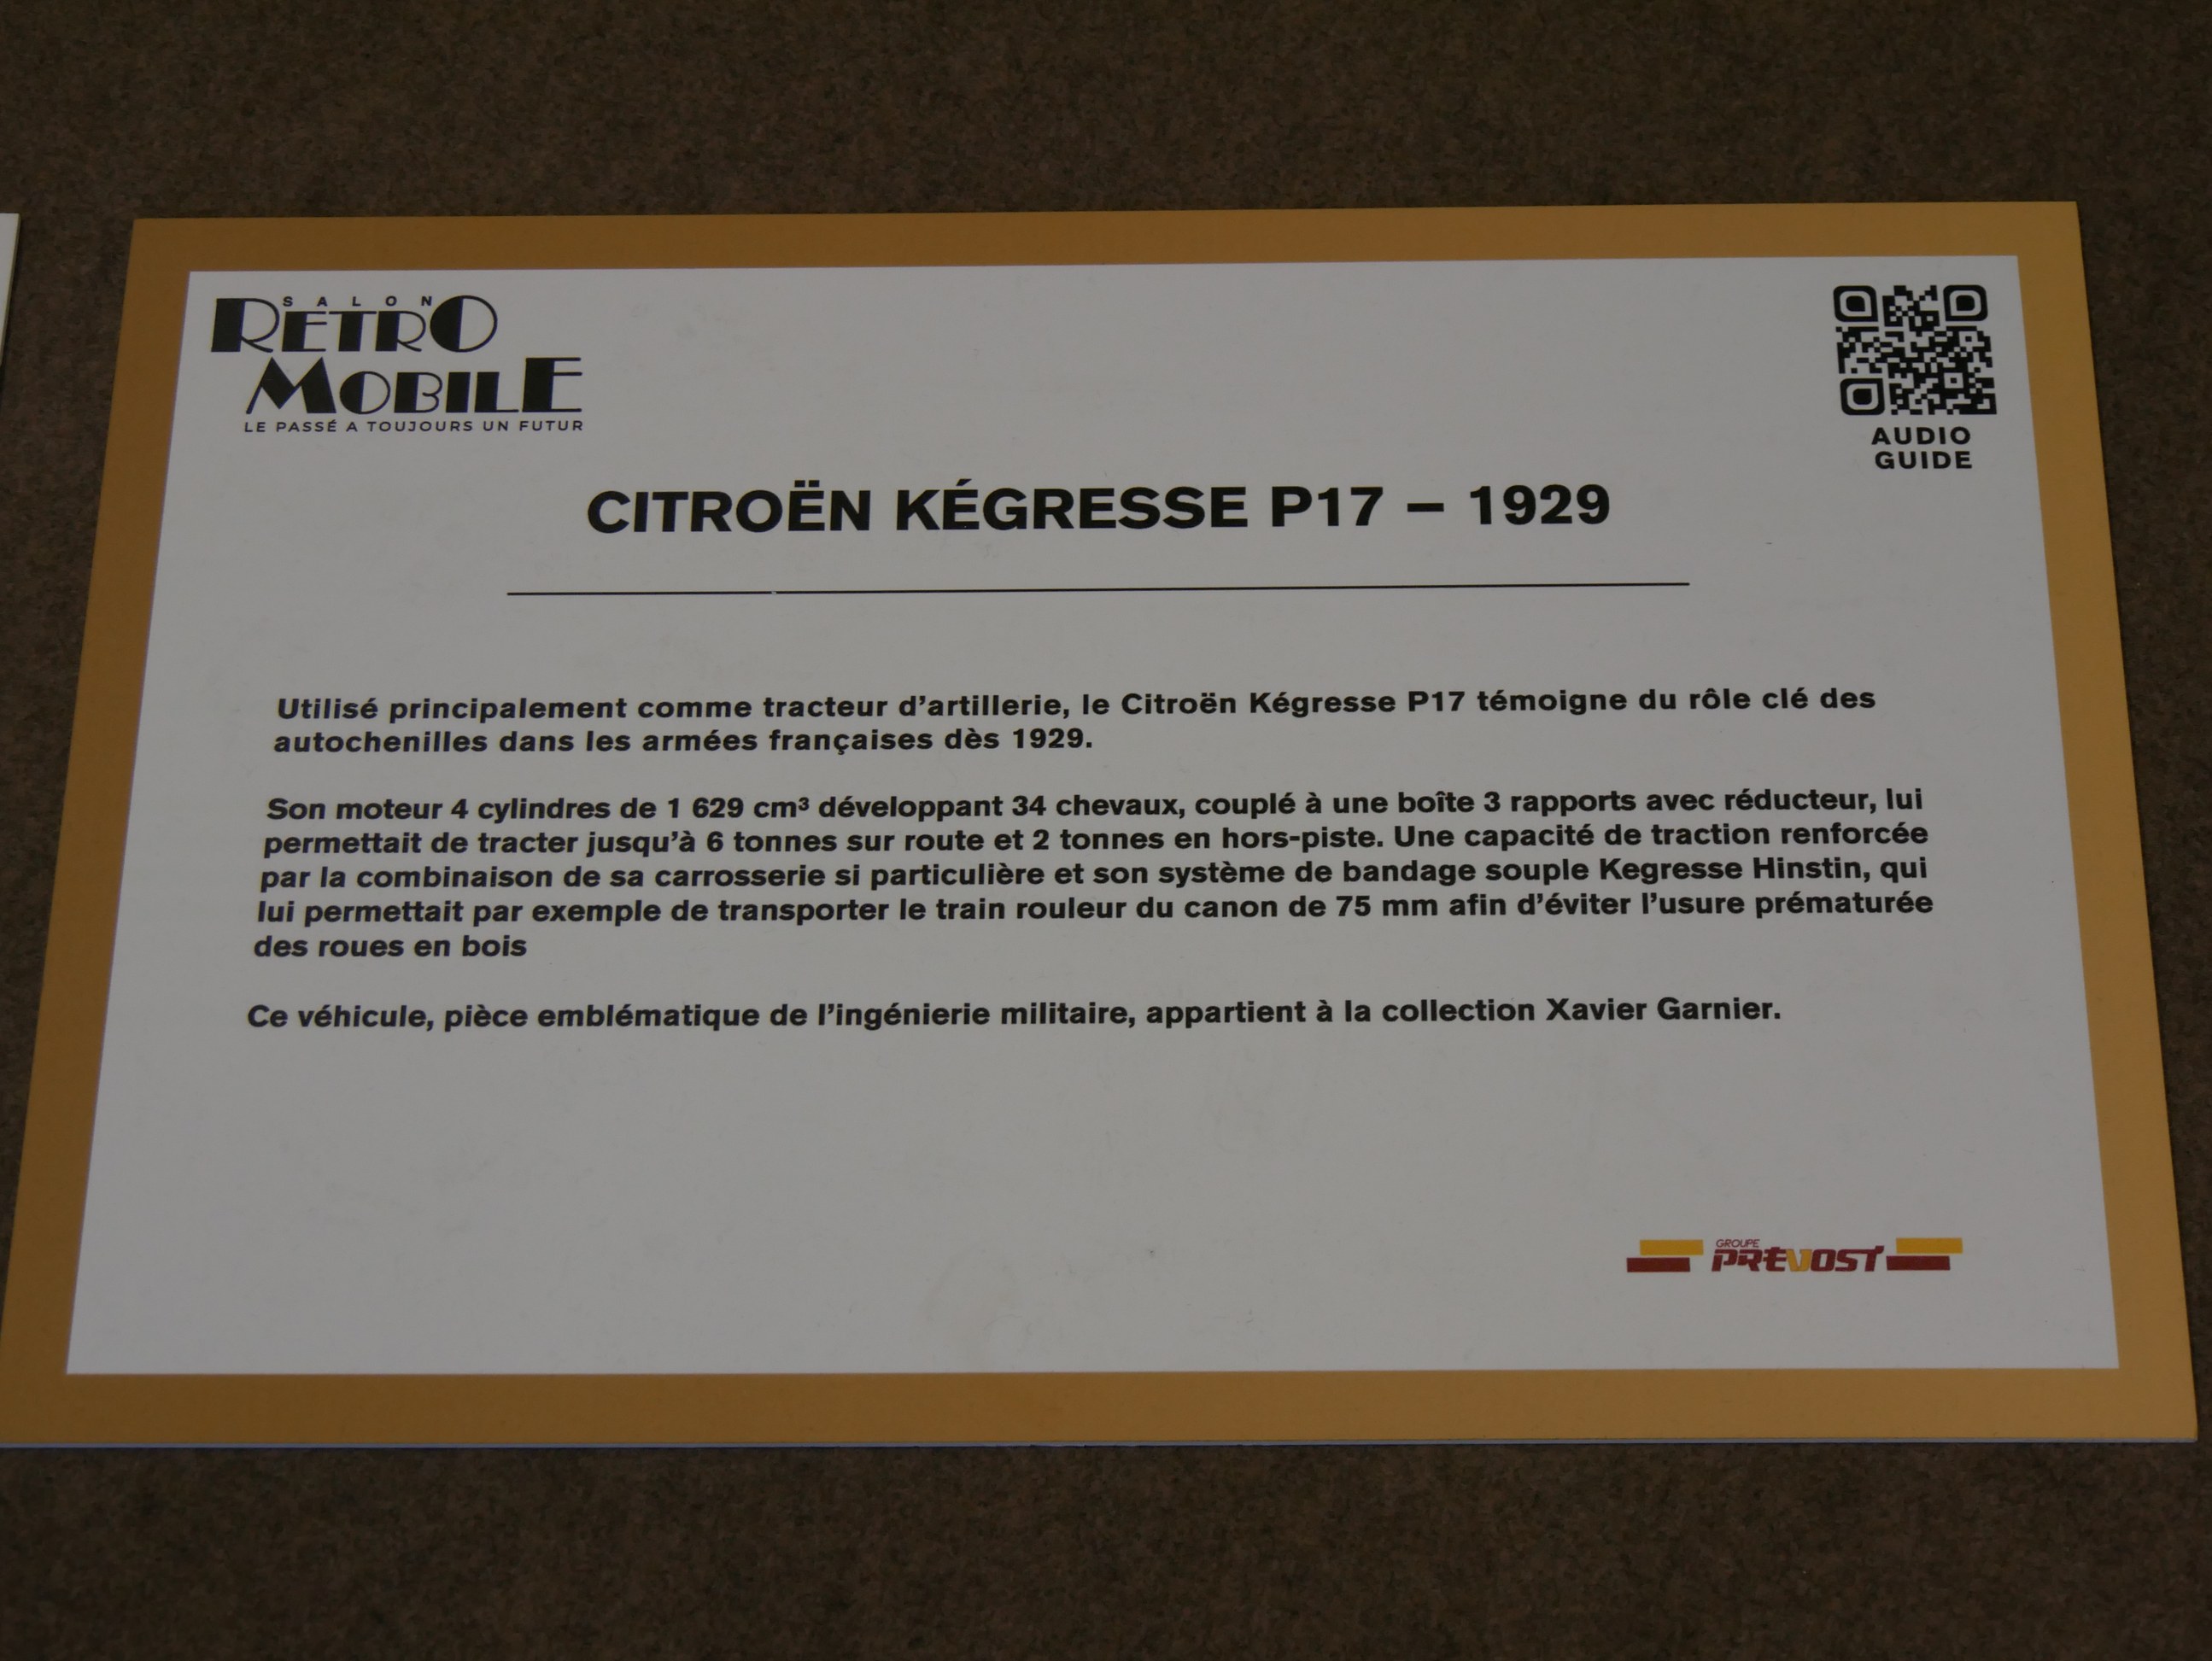 SALON
RETRO
MOBILE
LE PASSÉ A TOUJOURS UN FUTUR
AUDIO
GUIDE
CITROËN KÉGRESSE P17 – 1929
Utilisé principalement comme tracteur d’artillerie, le Citroën Kégresse P17 témoigne du rôle clé des
autochenilles dans les armées françaises dès 1929.
Son moteur 4 cylindres de 1 629 cm³ développant 34 chevaux, couplé à une boîte 3 rapports avec réducteur, lui
permettait de tracter jusqu’à 6 tonnes sur route et 2 tonnes en hors-piste. Une capacité de traction renforcée
par la combinaison de sa carrosserie si particulière et son système de bandage souple Kegresse Hinstin, qui
lui permettait par exemple de transporter le train rouleur du canon de 75 mm afin d’éviter l’usure prématurée
des roues en bois
Ce véhicule, pièce emblématique de l’ingénierie militaire, appartient à la collection Xavier Garnier.
GROUPE
PREVOST